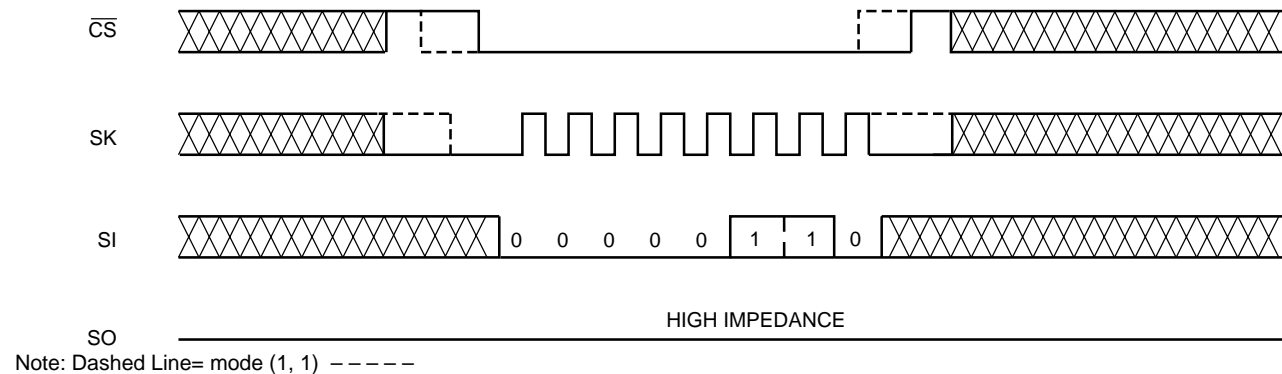 CS
SK
SI
0 0 0 0 0 1 1 0
HIGH IMPEDANCE
SO
Note: Dashed Line= mode (1, 1) – – – – –